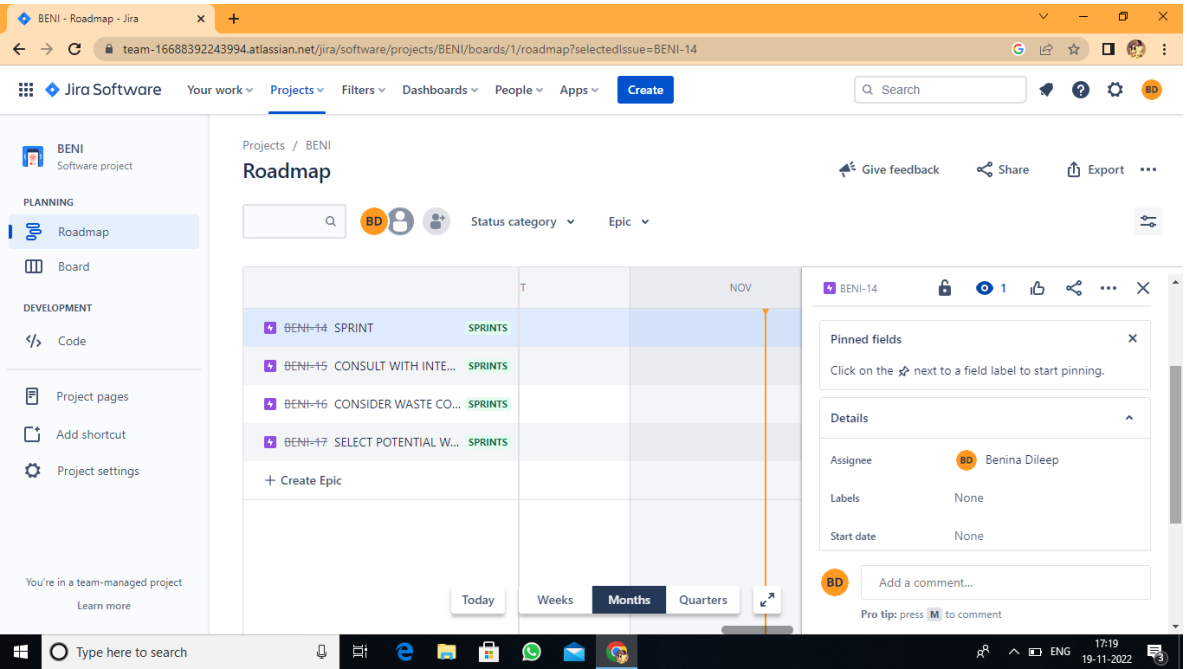 BENI - Roadmap - Jira
team-16688392243994.atlassian.net/jira/software/projects/BENI/boards/1/roadmap?selectedIssue=BENI-14
Jira Software Your work Projects Filters Dashboards People Apps Create Search BD
BENI
Software project
PLANNING
Roadmap
Board
DEVELOPMENT
Code
Project pages
Add shortcut
Project settings
You're in a team-managed project
Learn more
Projects / BENI
Roadmap
Give feedback Share Export
BD Status category Epic
T NOV
BENI-14 SPRINT SPRINTS
BENI-15 CONSULT WITH INTE... SPRINTS
BENI-16 CONSIDER WASTE CO... SPRINTS
BENI-17 SELECT POTENTIAL W... SPRINTS
+ Create Epic
Today Weeks Months Quarters
BENI-14 1
Pinned fields
Click on the next to a field label to start pinning.
Details
Assignee BD Benina Dileep
Labels None
Start date None
BD Add a comment...
Pro tip: press M to comment
Type here to search
ENG 17:19
19-11-2022 3